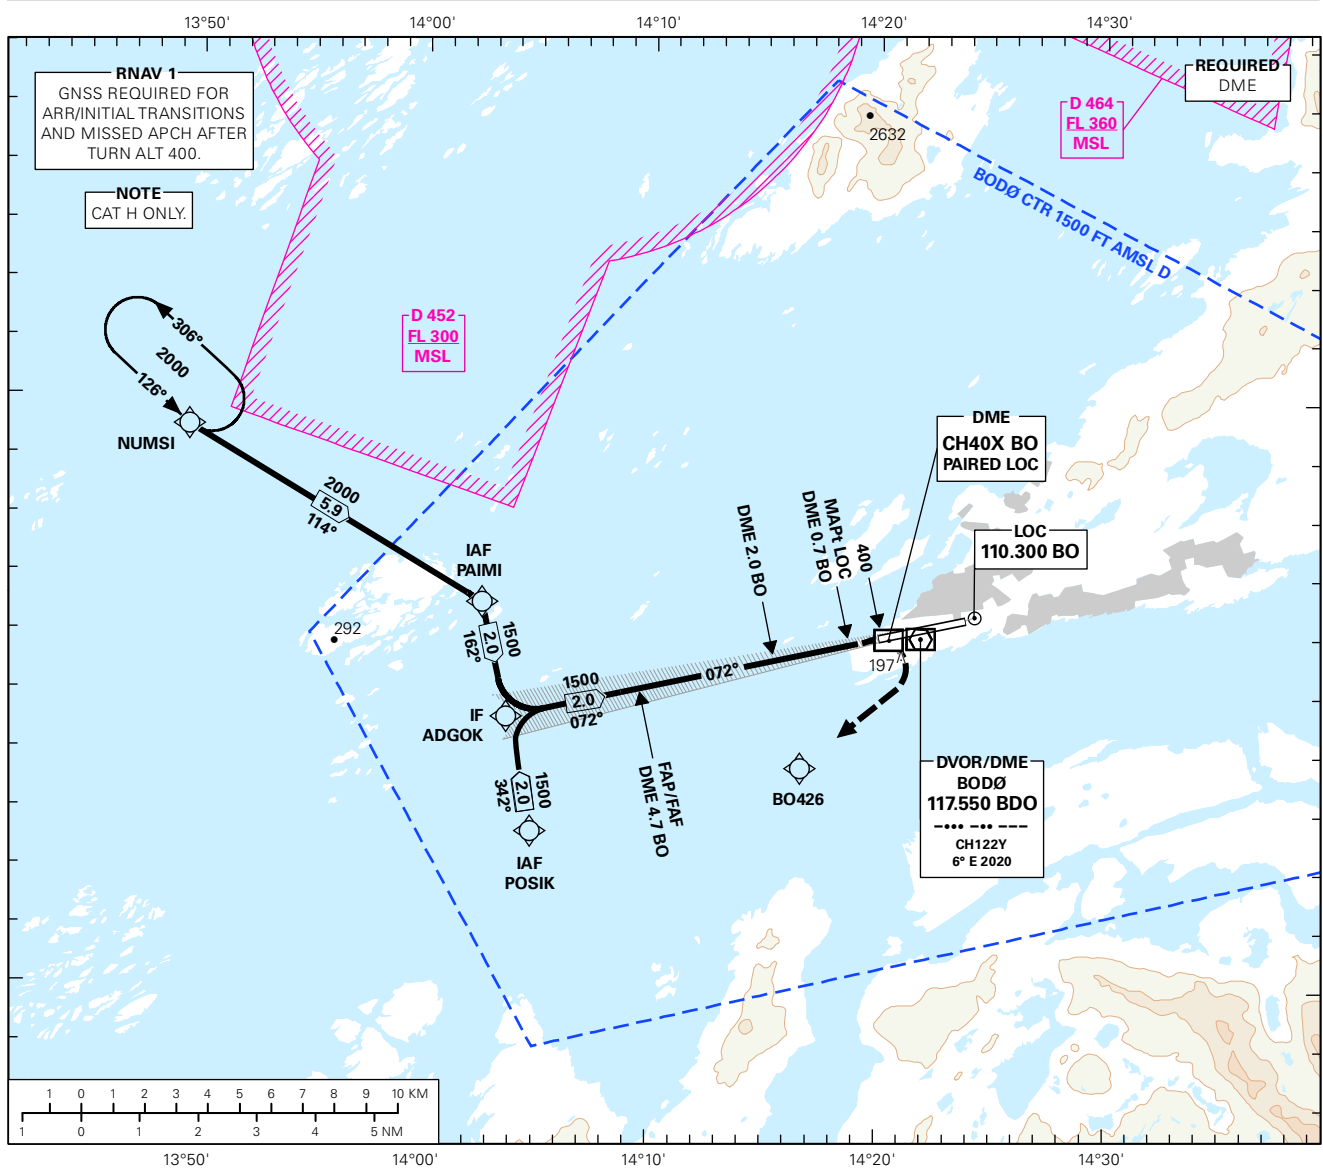 13°50'
14°00'
14°10'
14°20'
14°30'
RNAV 1
GNSS REQUIRED FOR
ARR/INITIAL TRANSITIONS
AND MISSED APCH AFTER
TURN ALT 400.
NOTE
CAT H ONLY.
REQUIRED
DME
D 464
FL 360
MSL
2632
BODØ CTR 1500 FT AMSL D
D 452
FL 300
MSL
306°
2000
126°
NUMSI
2000
5.9
114°
IAF
PAIMI
292
1500
2.0
162°
IF
ADGOK
1500
2.0
072°
072°
1500
2.0
342°
IAF
POSIK
FAP/FAF
DME 4.7 BO
DME 2.0 BO
MAPt LOC
DME 0.7 BO
400
DME
CH40X BO
PAIRED LOC
LOC
110.300 BO
197
BO426
DVOR/DME
BODØ
117.550 BDO
CH122Y
6° E 2020
1 0 1 2 3 4 5 6 7 8 9 10 KM
1 0 1 2 3 4 5 NM
13°50'
14°00'
14°10'
14°20'
14°30'